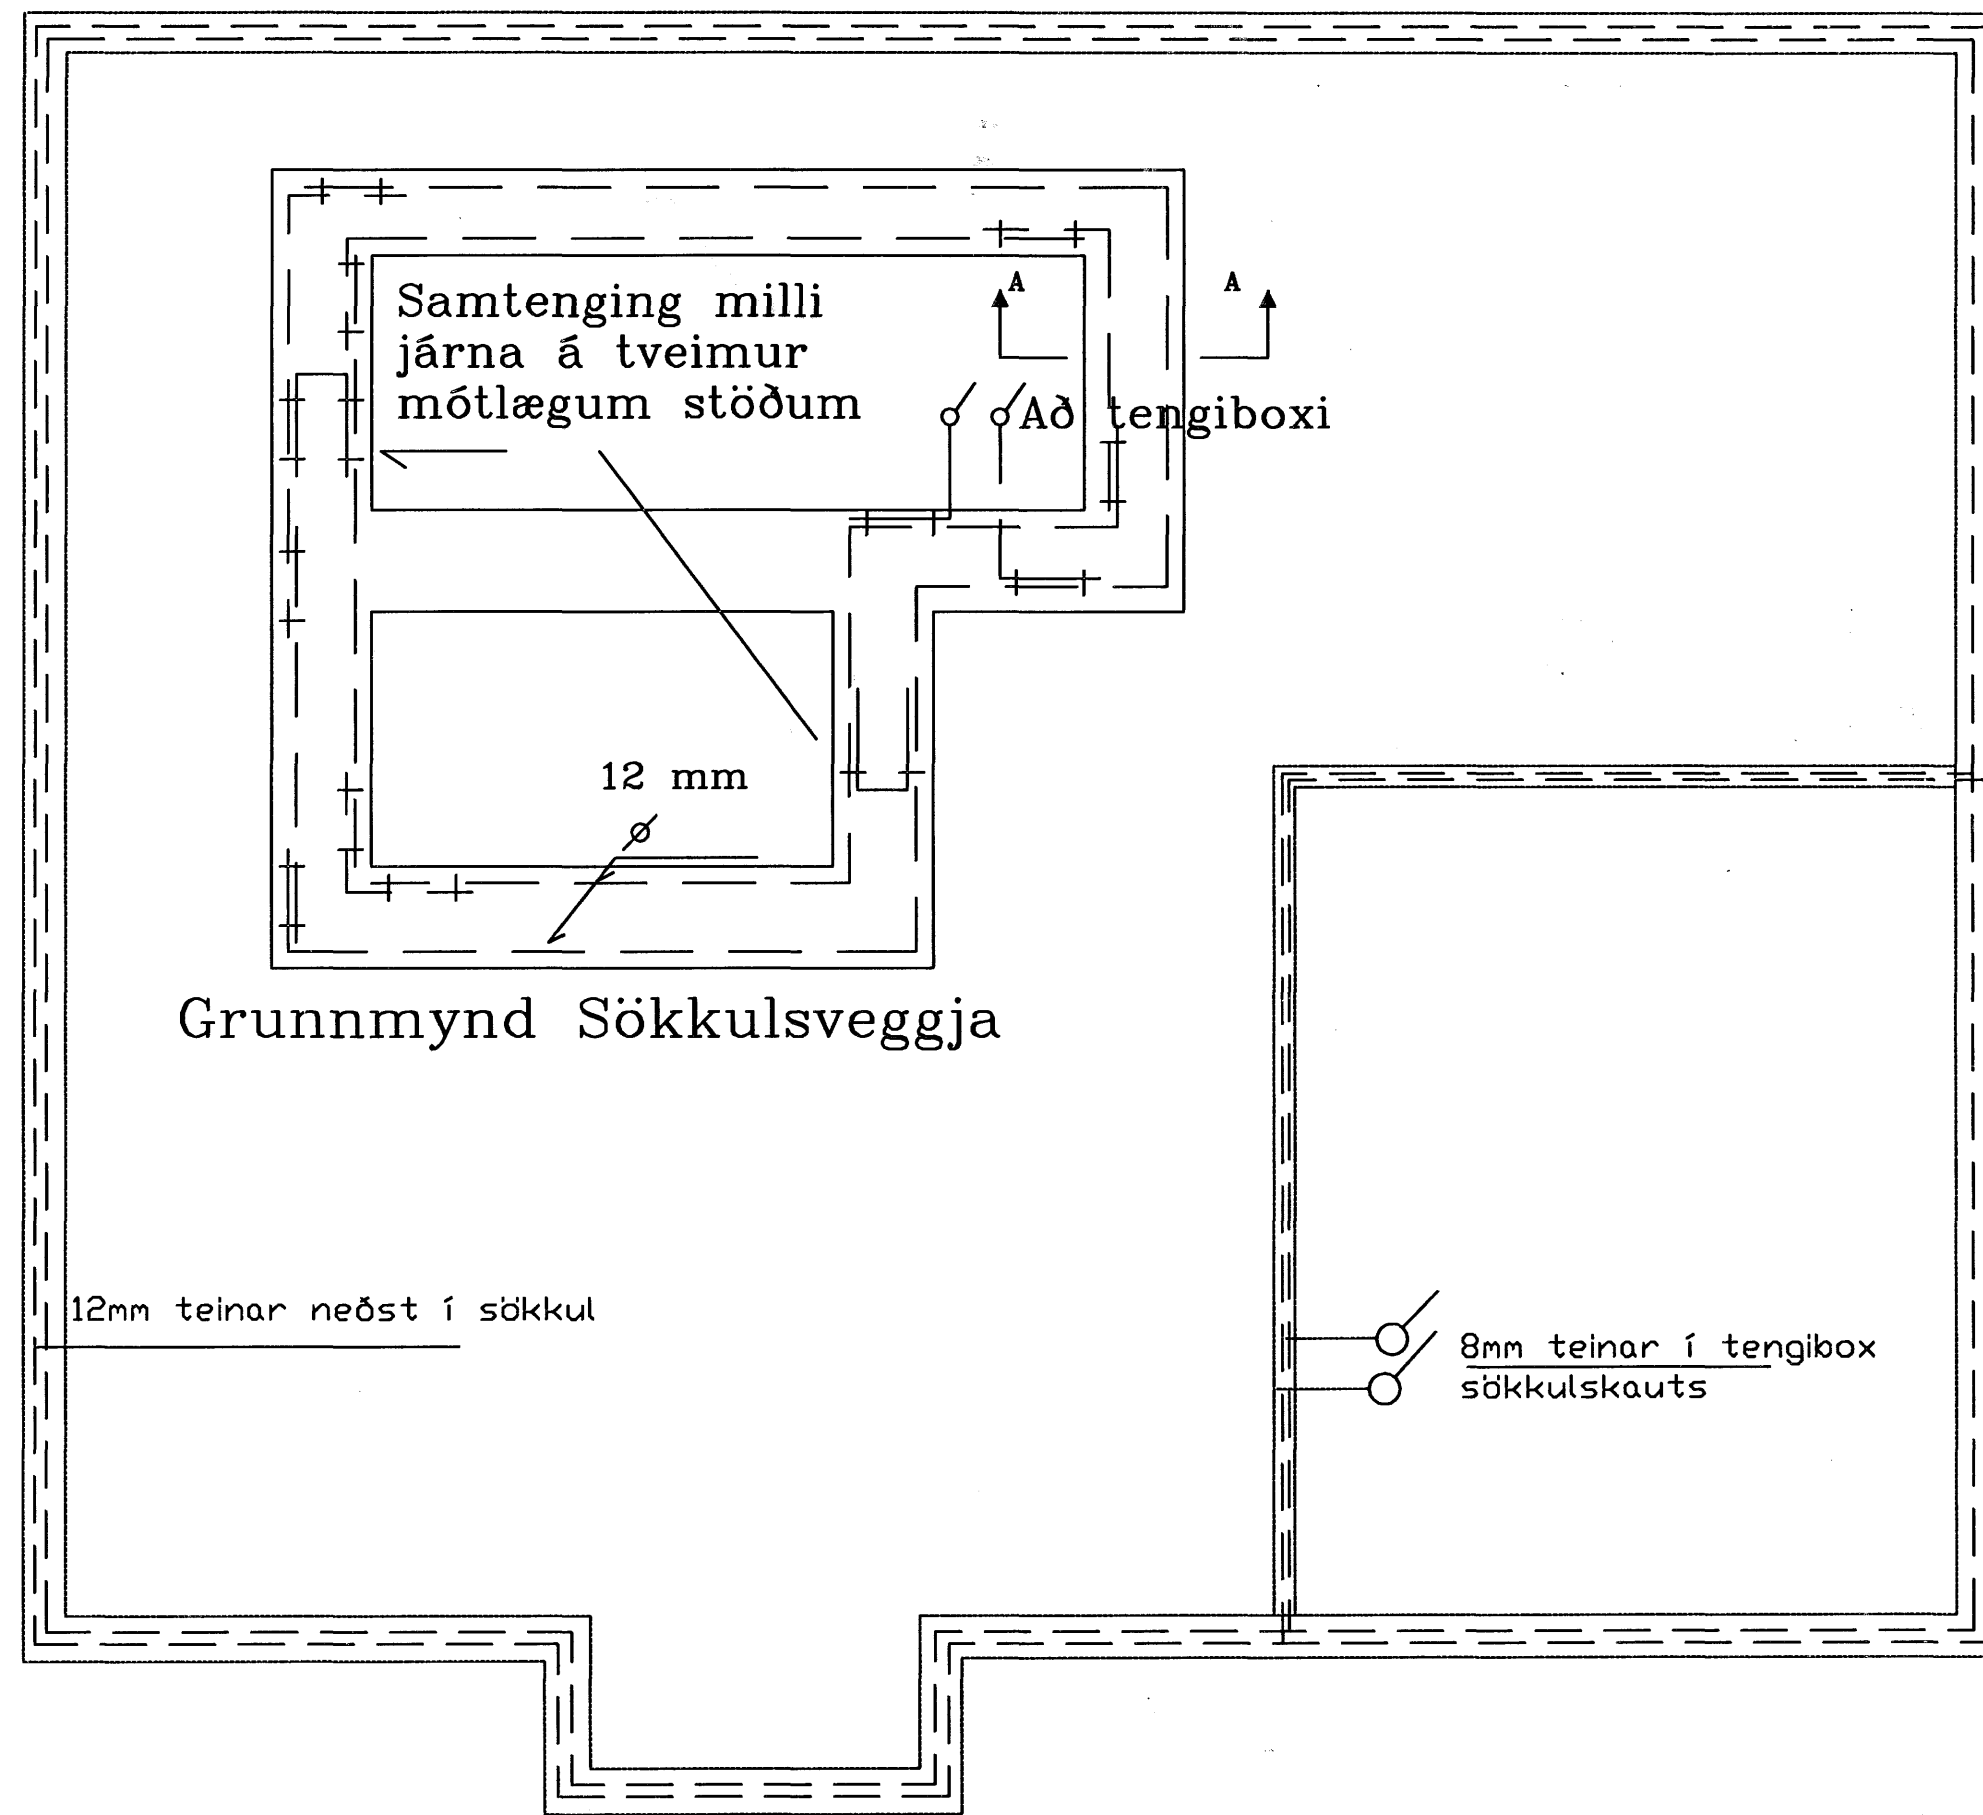 Samtenging milli
járna á tveimur
mótlægum stöðum
A
A
Að tengiboxi
12 mm
Grunnmynd Sökkulsveggja
12mm teinar neðst í sökkul
8mm teinar í tengibox
sökkulskauts